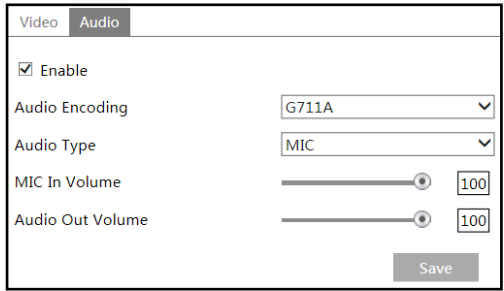 Video Audio
Enable
Audio Encoding G711A
Audio Type MIC
MIC In Volume 100
Audio Out Volume 100
Save